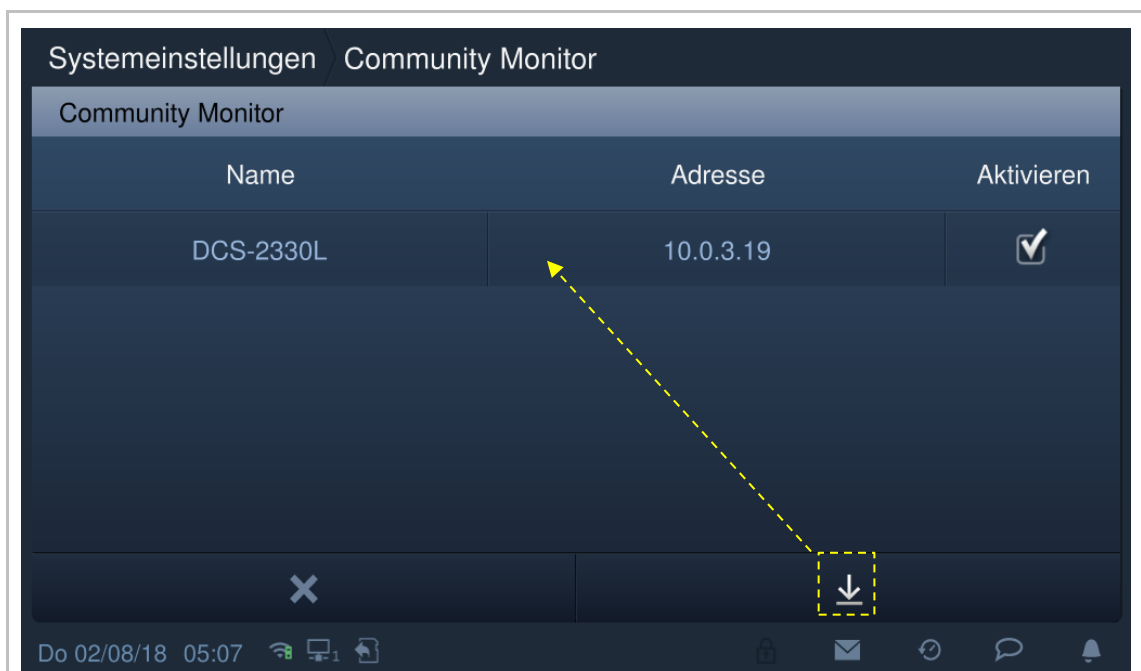 Systemeinstellungen Community Monitor
Community Monitor
Name Adresse Aktivieren
DCS-2330L 10.0.3.19
Do 02/08/18 05:07 1